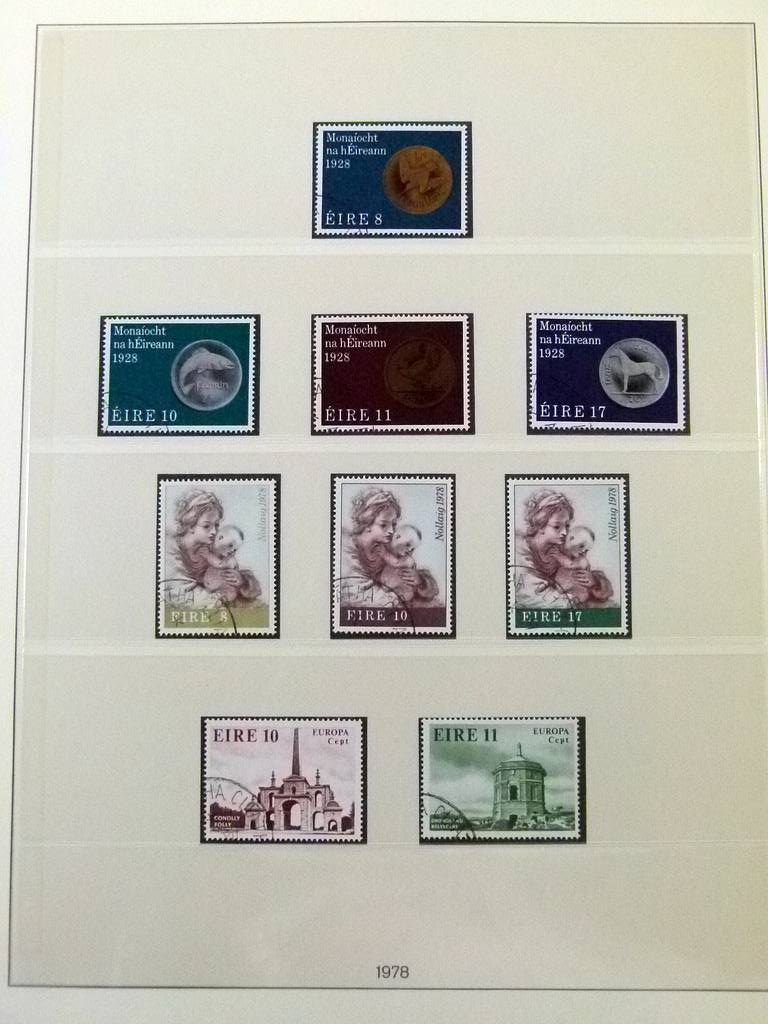 Monaíocht
na hÉireann
1928
ÉIRE 8
Monaíocht
na hÉireann
1928
ÉIRE 10
Monaíocht
na hÉireann
1928
ÉIRE 11
Monaíocht
na hÉireann
1928
ÉIRE 17
Nollaig 1978
EIRE 8
Nollaig 1978
EIRE 10
Nollaig 1978
EIRE 17
EIRE 10
EUROPA
Cept
CONOLLY
FOLLY
EIRE 11
EUROPA
Cept
1978